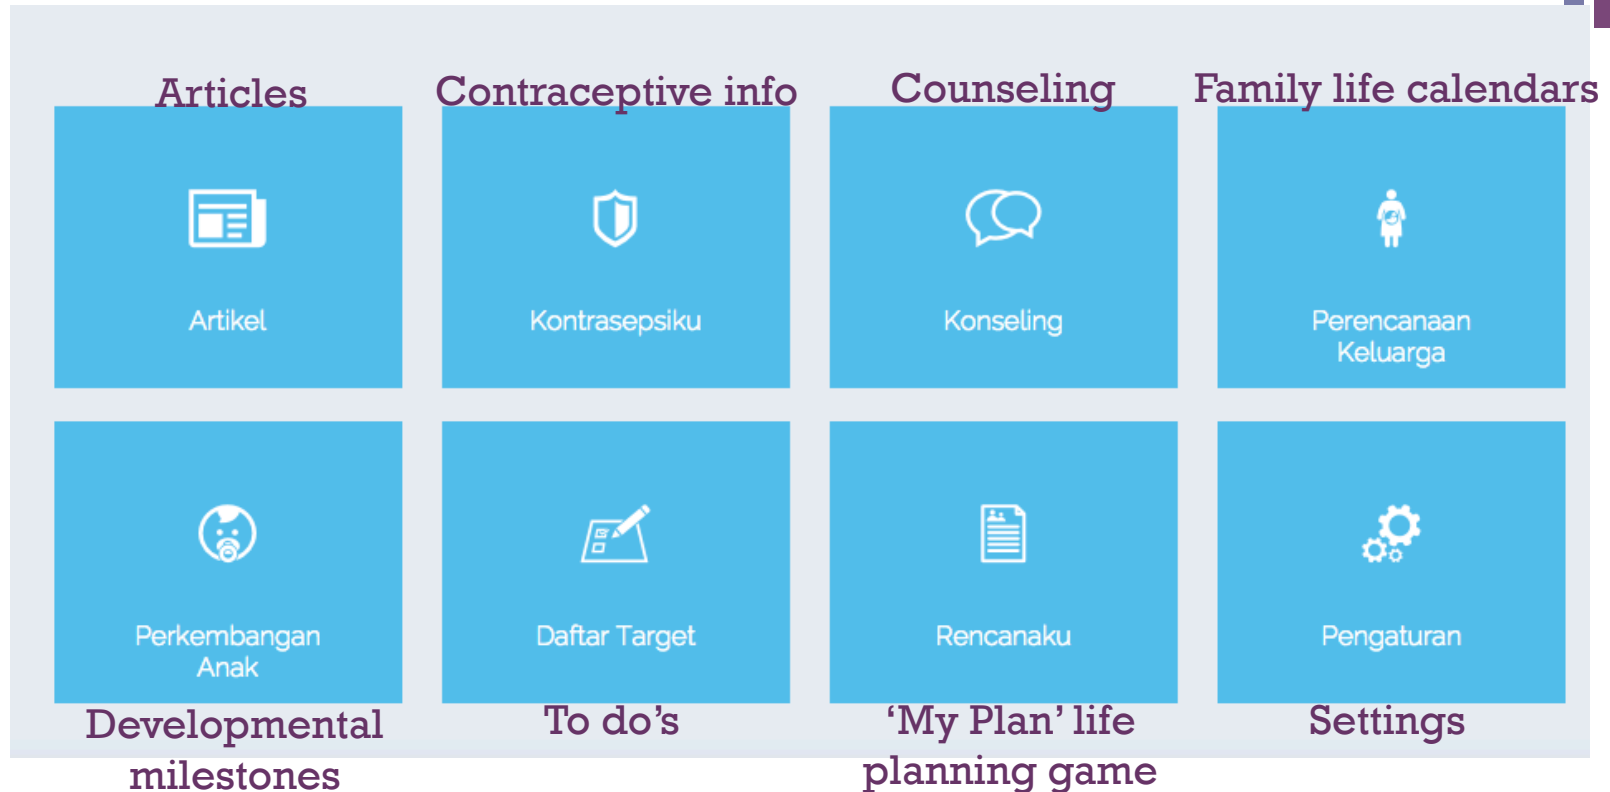 Articles
Contraceptive info
Counseling
Family life calendars
Artikel
Kontrasepsiku
Konseling
Perencanaan
Keluarga
Perkembangan
Anak
Daftar Target
Rencanaku
Pengaturan
Developmental
milestones
To do’s
‘My Plan’ life
planning game
Settings